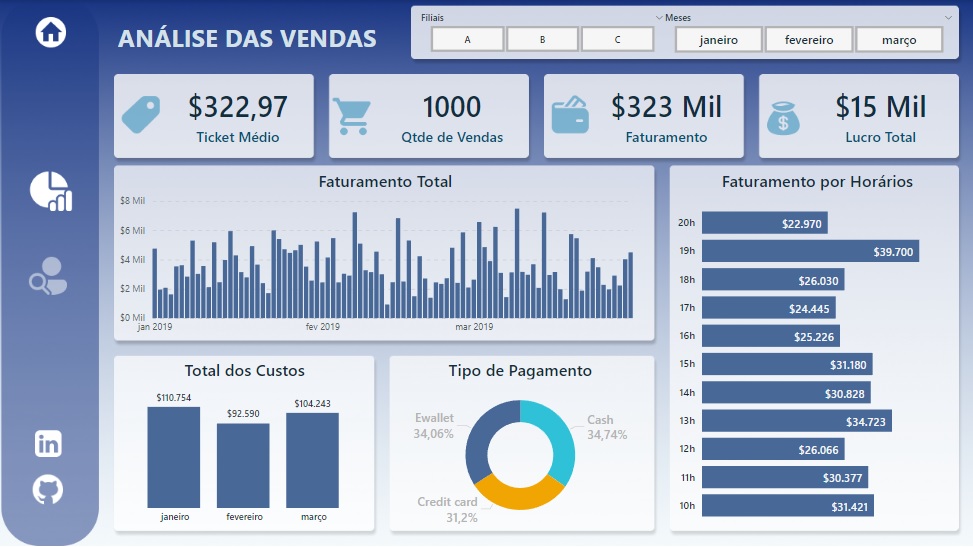 ANÁLISE DAS VENDAS
Filiais
A B C
Meses
janeiro fevereiro março
$322,97
Ticket Médio
1000
Qtde de Vendas
$323 Mil
Faturamento
$15 Mil
Lucro Total
Faturamento Total
$8 Mil
$6 Mil
$4 Mil
$2 Mil
$0 Mil
jan 2019 fev 2019 mar 2019
Faturamento por Horários
20h $22.970
19h $39.700
18h $26.030
17h $24.445
16h $25.226
15h $31.180
14h $30.828
13h $34.723
12h $26.066
11h $30.377
10h $31.421
Total dos Custos
$110.754 $92.590 $104.243
janeiro fevereiro março
Tipo de Pagamento
Ewallet
34,06%
Cash
34,74%
Credit card
31,2%
in